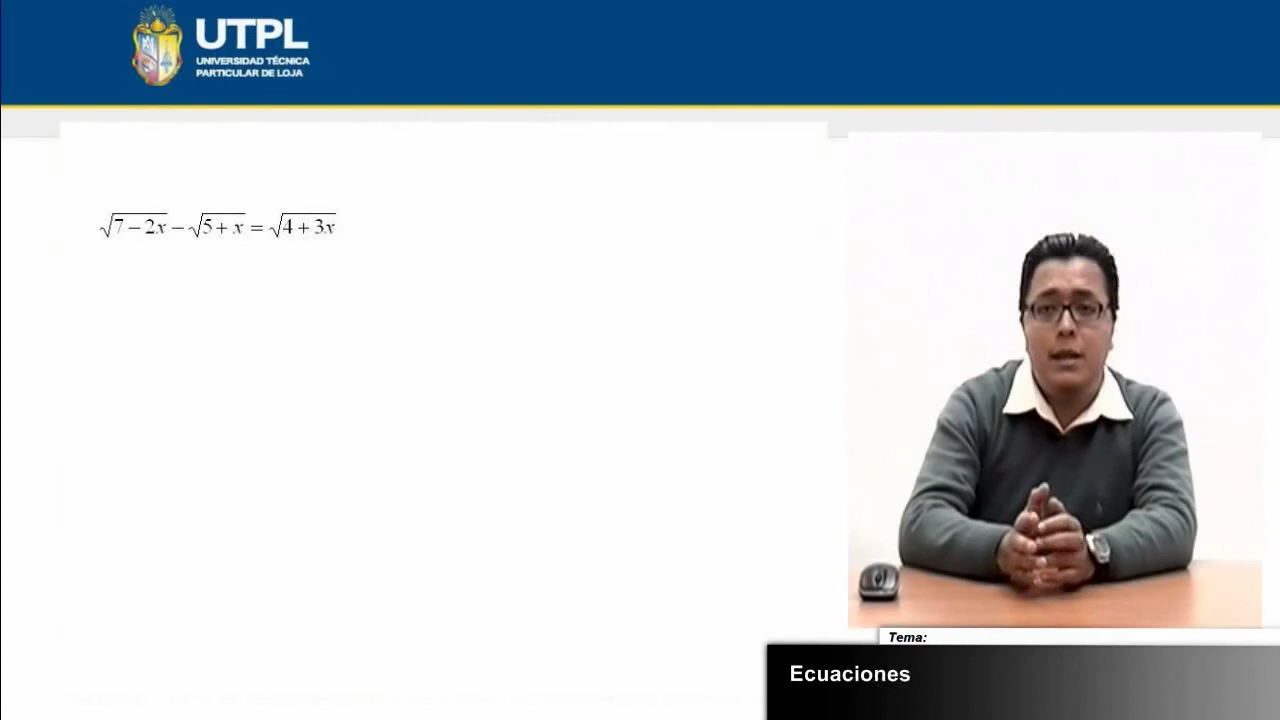 UTPL
UNIVERSIDAD TÉCNICA
PARTICULAR DE LOJA
√7 − 2x − √5 + x = √4 + 3x
Tema:
Ecuaciones